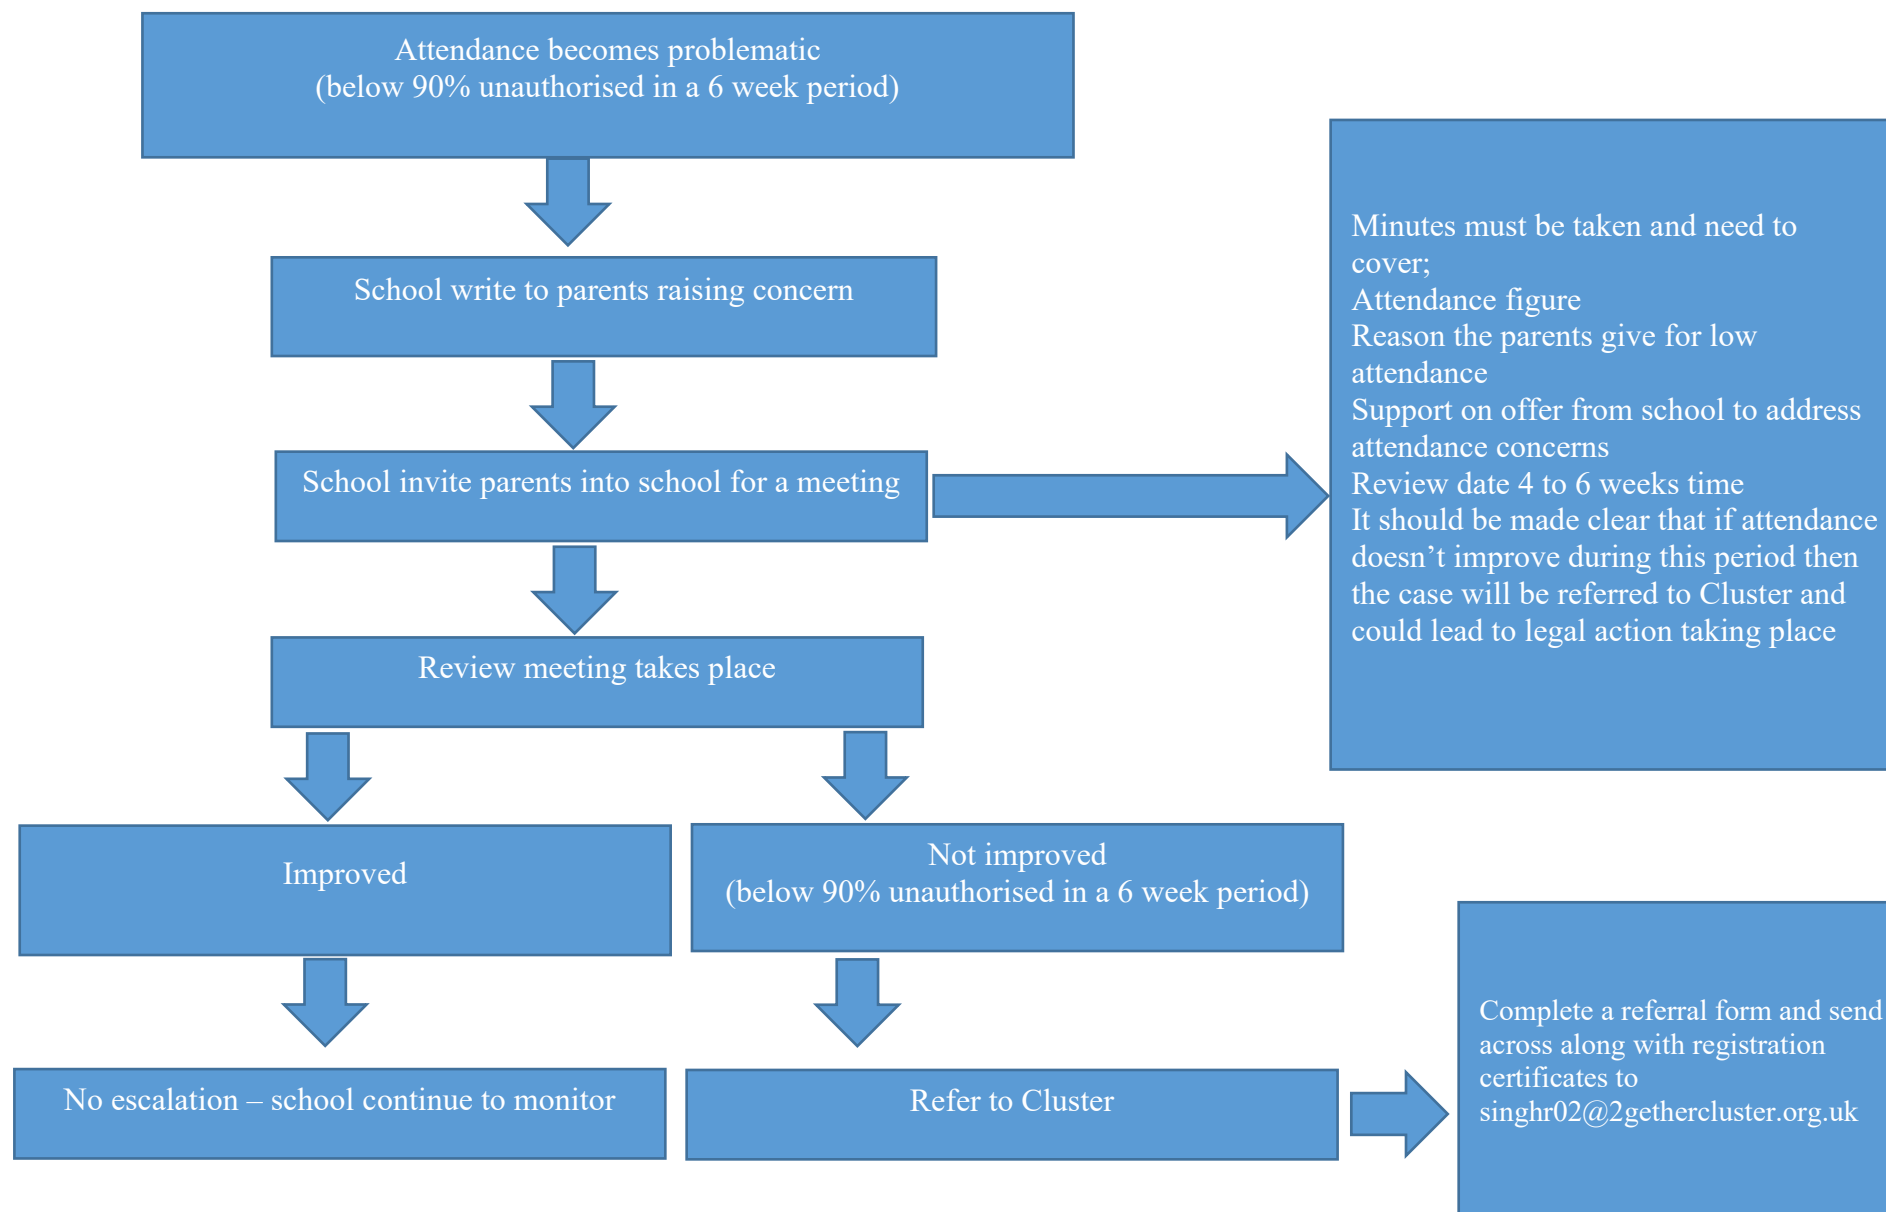 Attendance becomes problematic
(below 90% unauthorised in a 6 week period)
School write to parents raising concern
School invite parents into school for a meeting
Minutes must be taken and need to
cover;
Attendance figure
Reason the parents give for low
attendance
Support on offer from school to address
attendance concerns
Review date 4 to 6 weeks time
It should be made clear that if attendance
doesn’t improve during this period then
the case will be referred to Cluster and
could lead to legal action taking place
Review meeting takes place
Improved
Not improved
(below 90% unauthorised in a 6 week period)
No escalation – school continue to monitor
Refer to Cluster
Complete a referral form and send
across along with registration
certificates to
singhr02@2gethercluster.org.uk